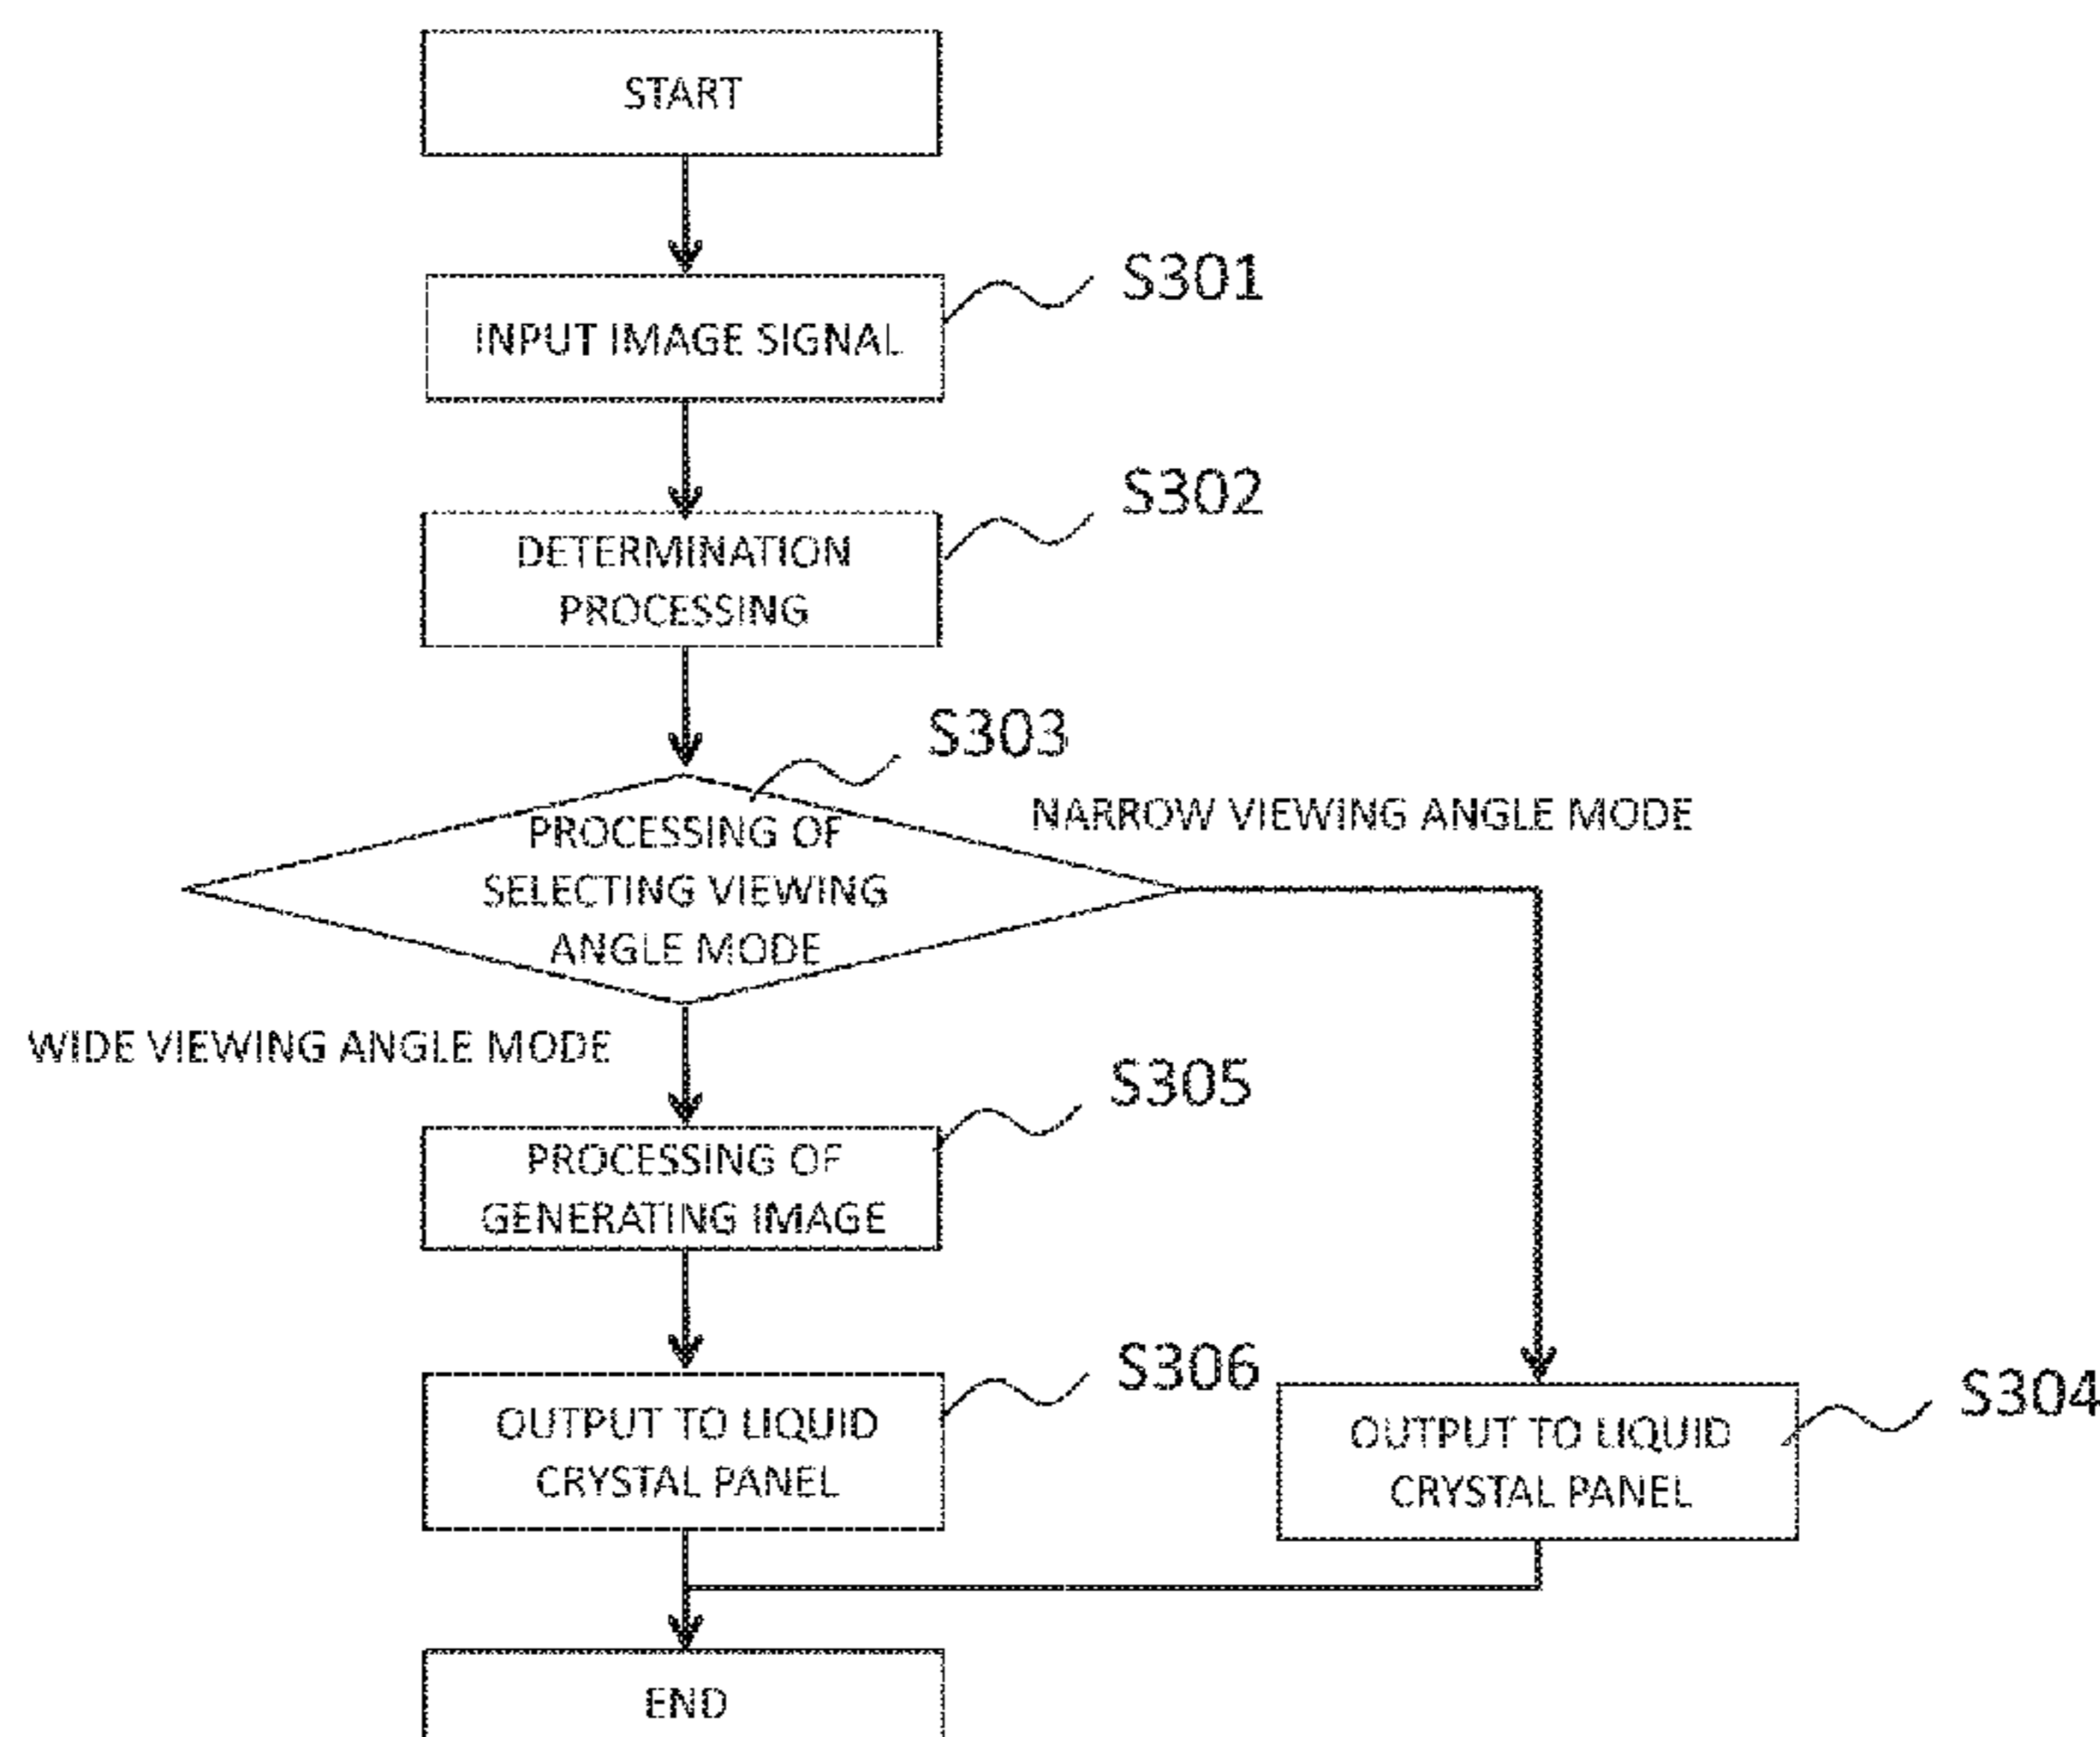 START
S301
INPUT IMAGE SIGNAL
S302
DETERMINATION
PROCESSING
S303
NARROW VIEWING ANGLE MODE
PROCESSING OF
SELECTING VIEWING
ANGLE MODE
WIDE VIEWING ANGLE MODE
S305
PROCESSING OF
GENERATING IMAGE
S306
OUTPUT TO LIQUID
CRYSTAL PANEL
S304
OUTPUT TO LIQUID
CRYSTAL PANEL
END